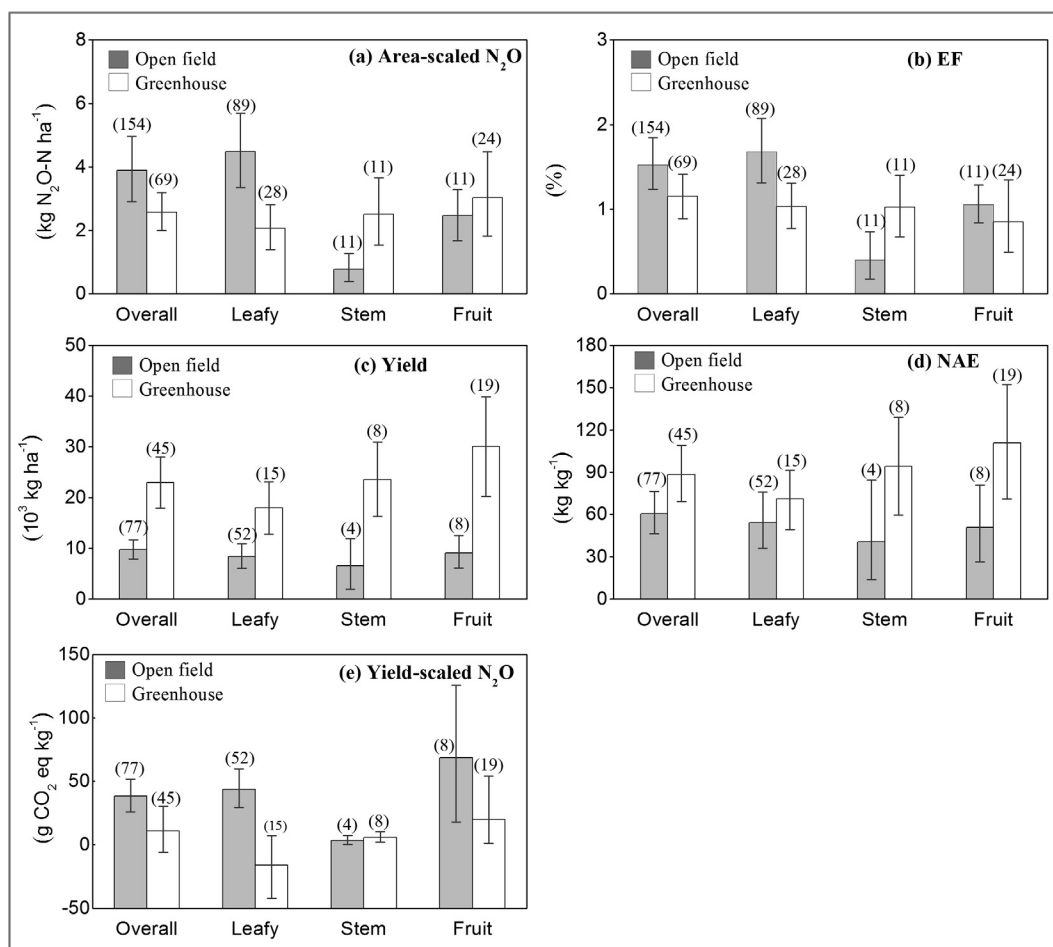 (a) Area-scaled N₂O
Open field
Greenhouse
(kg N₂O-N ha⁻¹)
8
6
4
2
0
(154)
(69)
(89)
(28)
(11)
(11)
(11)
(24)
Overall Leafy Stem Fruit
(b) EF
Open field
Greenhouse
(%)
3
2
1
0
(154)
(69)
(89)
(28)
(11)
(11)
(11)
(24)
Overall Leafy Stem Fruit
(c) Yield
Open field
Greenhouse
(10³ kg ha⁻¹)
50
40
30
20
10
0
(77)
(45)
(52)
(15)
(4)
(8)
(8)
(19)
Overall Leafy Stem Fruit
(d) NAE
Open field
Greenhouse
(kg kg⁻¹)
180
150
120
90
60
30
0
(77)
(45)
(52)
(15)
(4)
(8)
(8)
(19)
Overall Leafy Stem Fruit
(e) Yield-scaled N₂O
Open field
Greenhouse
(g CO₂ eq kg⁻¹)
150
100
50
0
-50
(77)
(45)
(52)
(15)
(4)
(8)
(8)
(19)
Overall Leafy Stem Fruit